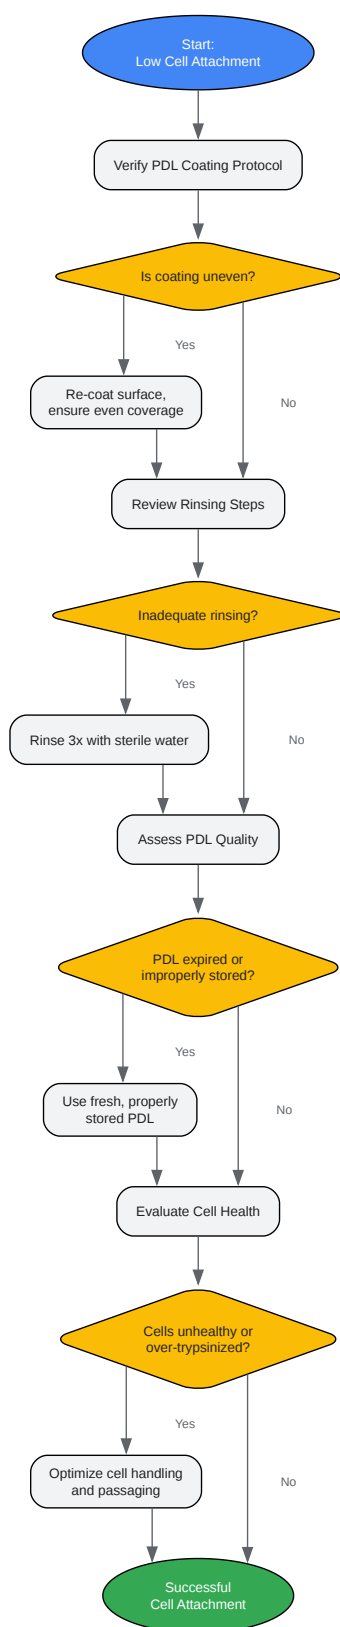 Start:
Low Cell Attachment
Verify PDL Coating Protocol
Is coating uneven?
Yes
Re-coat surface,
ensure even coverage
No
Review Rinsing Steps
Inadequate rinsing?
Yes
Rinse 3x with sterile water
No
Assess PDL Quality
PDL expired or
improperly stored?
Yes
Use fresh, properly
stored PDL
No
Evaluate Cell Health
Cells unhealthy or
over-trypsinized?
Yes
Optimize cell handling
and passaging
No
Successful
Cell Attachment